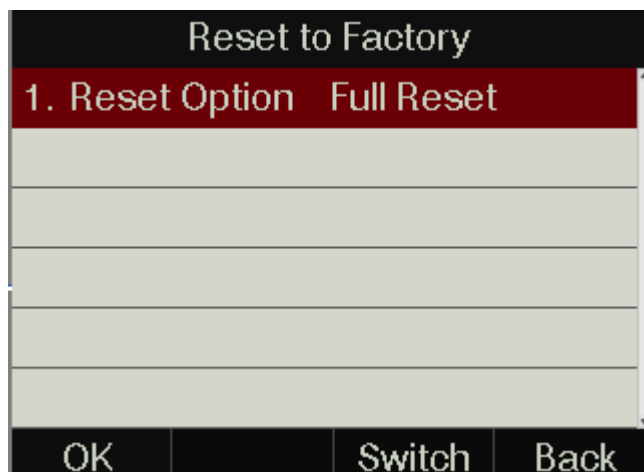 Reset to Factory
1. Reset Option Full Reset
OK Switch Back